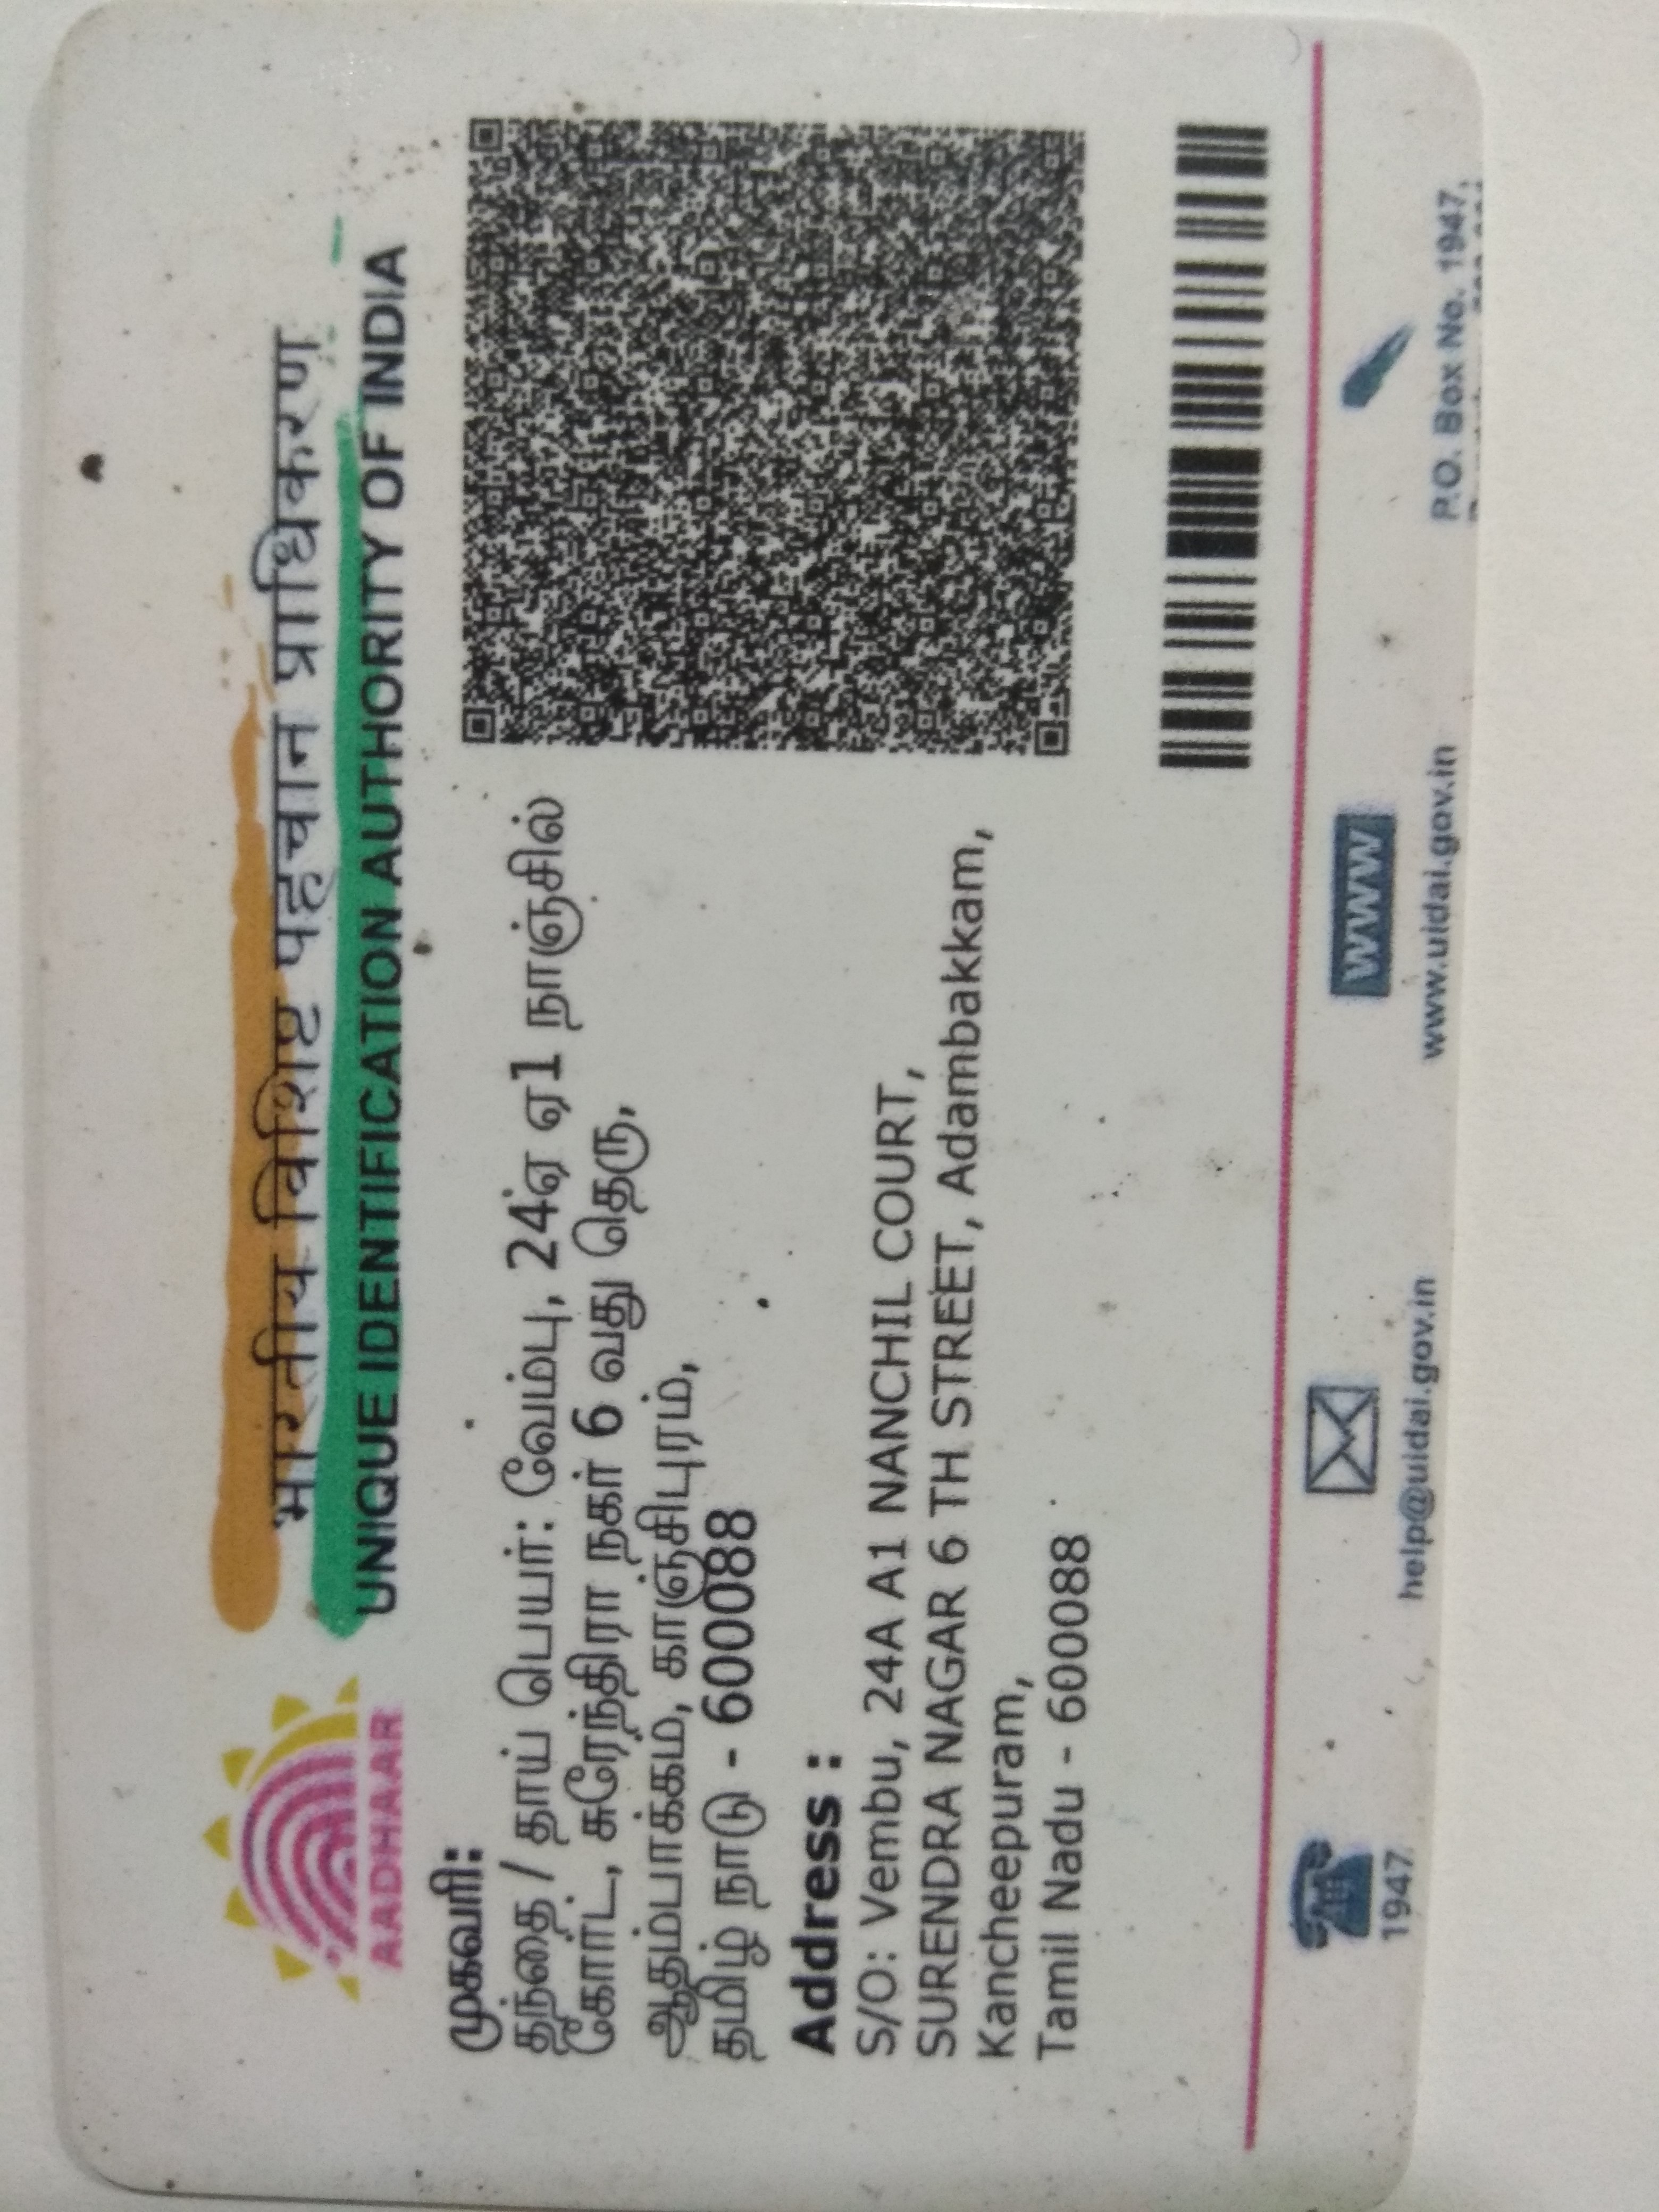 भारतीय विशिष्ट पहचान प्राधिकरण
UNIQUE IDENTIFICATION AUTHORITY OF INDIA
AADHAAR
முகவரி:
தந்தை / தாய் பெயர்: வேம்பு, 24ஏ ஏ1 நாஞ்சில்
கோர்ட், சுரேந்திரா நகர் 6 வது தெரு,
ஆதம்பாக்கம், காஞ்சிபுரம்,
தமிழ் நாடு - 600088
Address :
S/O: Vembu, 24A A1 NANCHIL COURT,
SURENDRA NAGAR 6 TH STREET, Adambakkam,
Kancheepuram,
Tamil Nadu - 600088
1947
help@uidai.gov.in
WWW
www.uidai.gov.in
P.O. Box No. 1947,